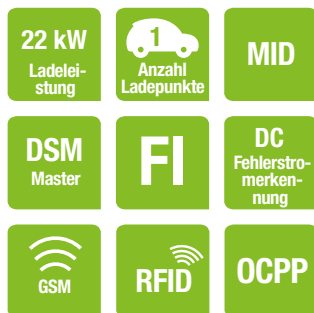 22 kW
Ladelei-
stung
1
Anzahl
Ladepunkte
MID
DSM
Master
FI
DC
Fehlerstro-
merken-
nung
GSM
RFID
OCPP